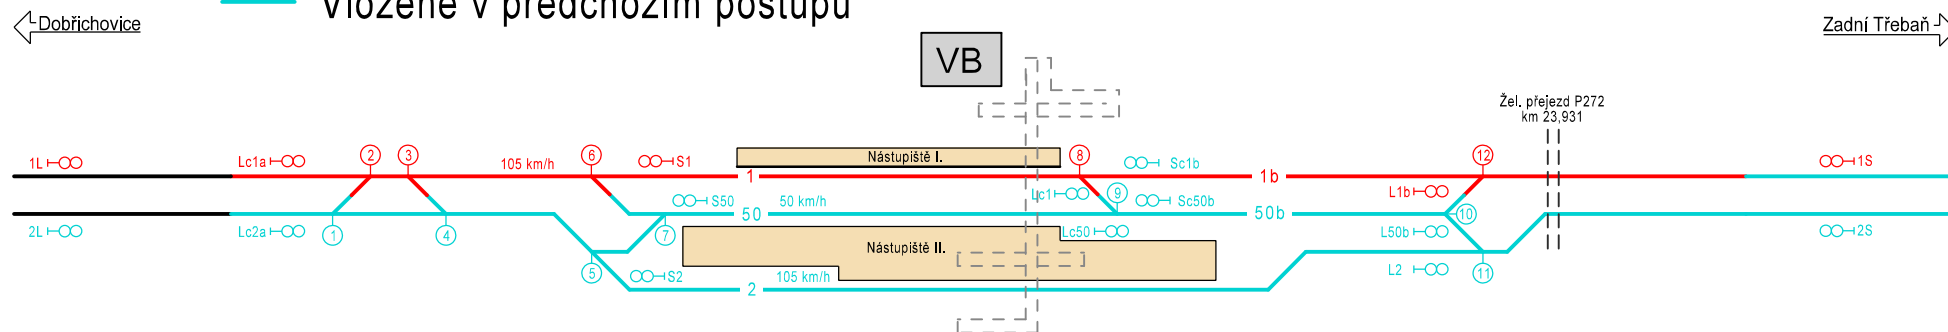 Vložené v předchozím postupu
Dobřichovice
Zadní Třebaň
VB
Žel. přejezd P272
km 23,931
1L
Lc1a
2
3
105 km/h
6
S1
Nástupiště I.
8
Sc1b
12
1S
1
1b
Lc1
9
L1b
S50
50 km/h
Sc50b
50
50b
10
2L
Lc2a
1
4
7
Lc50
L50b
2S
Nástupiště II.
5
S2
105 km/h
L2
11
2